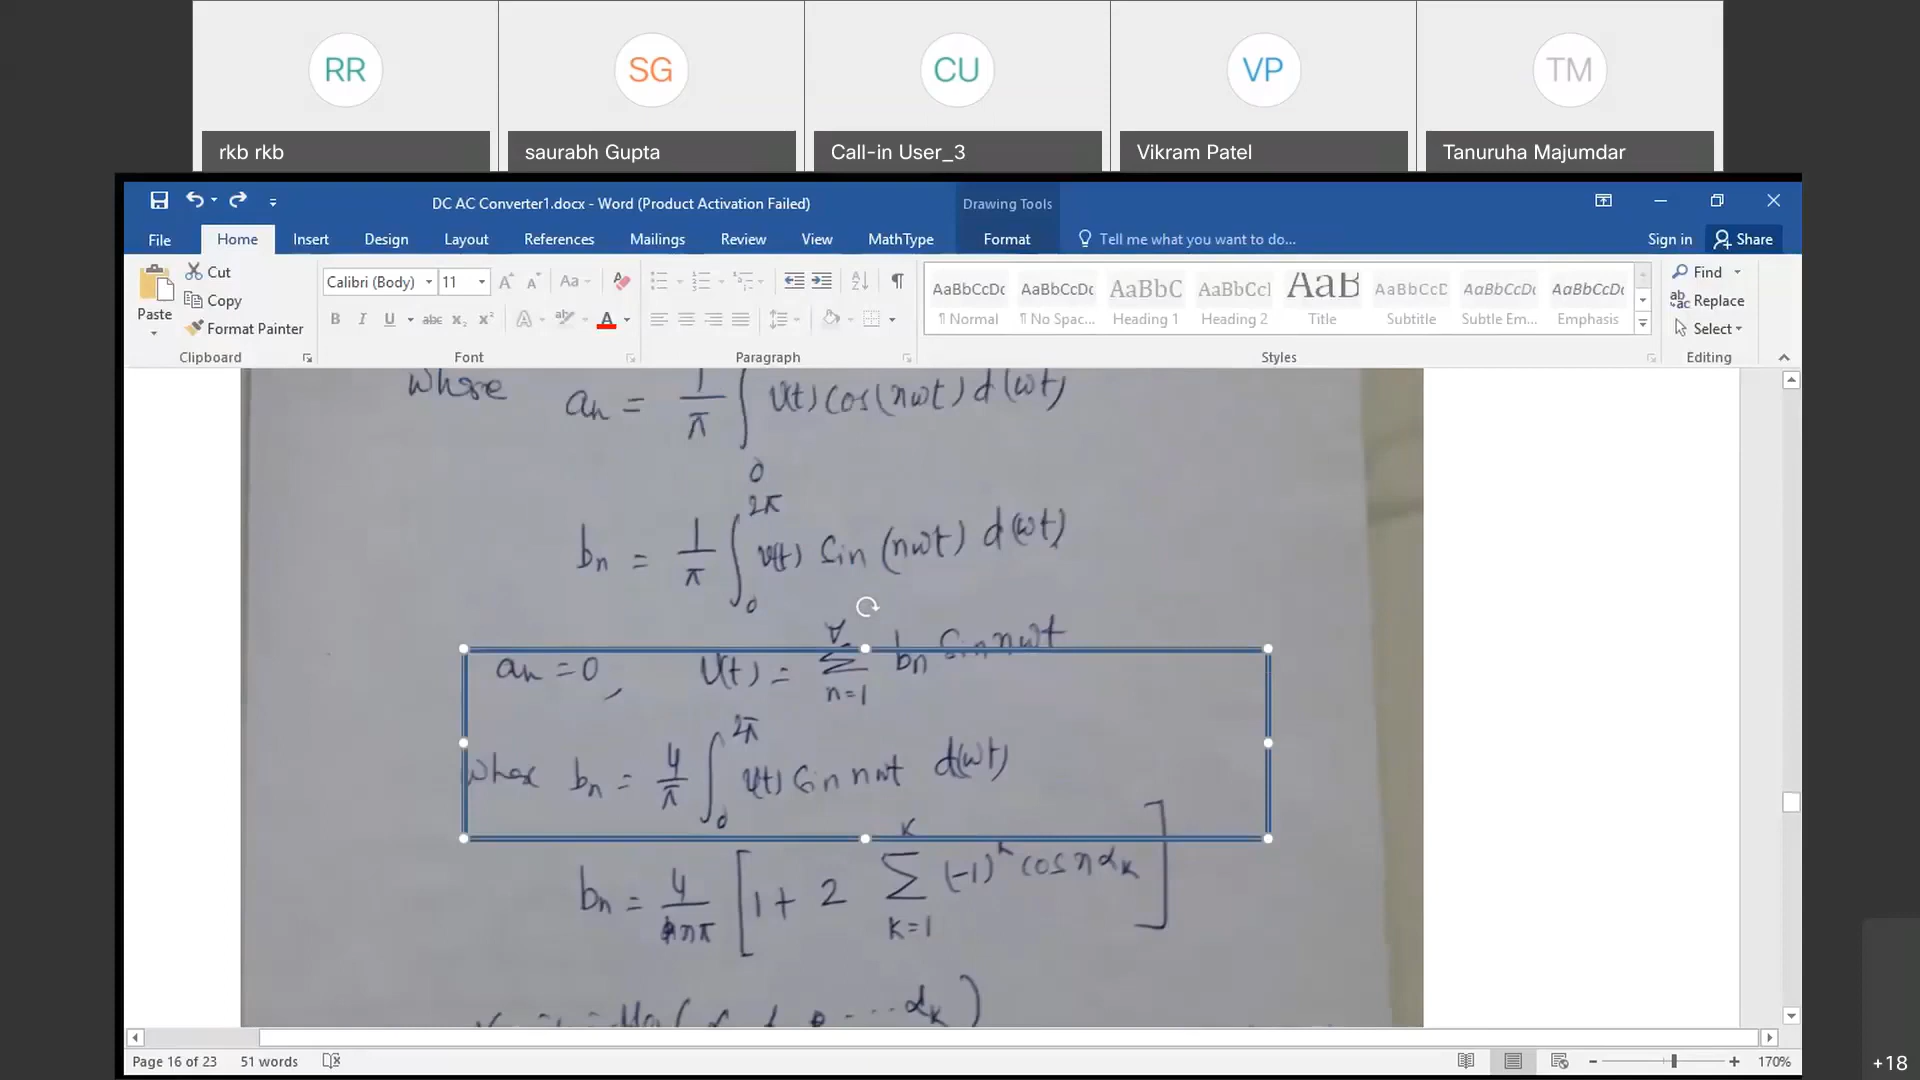 RR
SG
CU
VP
TM
rkb rkb
saurabh Gupta
Call-in User_3
Vikram Patel
Tanuruha Majumdar
DC AC Converter1.docx - Word (Product Activation Failed)
Drawing Tools
File Home Insert Design Layout References Mailings Review View MathType Format Tell me what you want to do... Sign in Share
Paste
Cut
Copy
Format Painter
Clipboard
Calibri (Body) 11
Font
Paragraph
AaBbCcDc ¶ Normal
AaBbCcDc ¶ No Spac...
AaBbC Heading 1
AaBbCcl Heading 2
AaB Title
AaBbCcD Subtitle
AaBbCcDt Subtle Em...
AaBbCcDt Emphasis
Styles
Find
Replace
Select
Editing
where an = 1/π ∫0 v(t) cos(nωt) d(ωt)
bn = 1/π ∫0^2π v(t) Sin (nωt) d(ωt)
an = 0, v(t) = Σ n=1 bn Sin nωt
where bn = 4/π ∫0^2π v(t) Sin nωt d(ωt)
bn = 4/nπ [1 + 2 Σ k=1^K (-1)^k cos n αk]
... αk)
Page 16 of 23 51 words 170%
+18